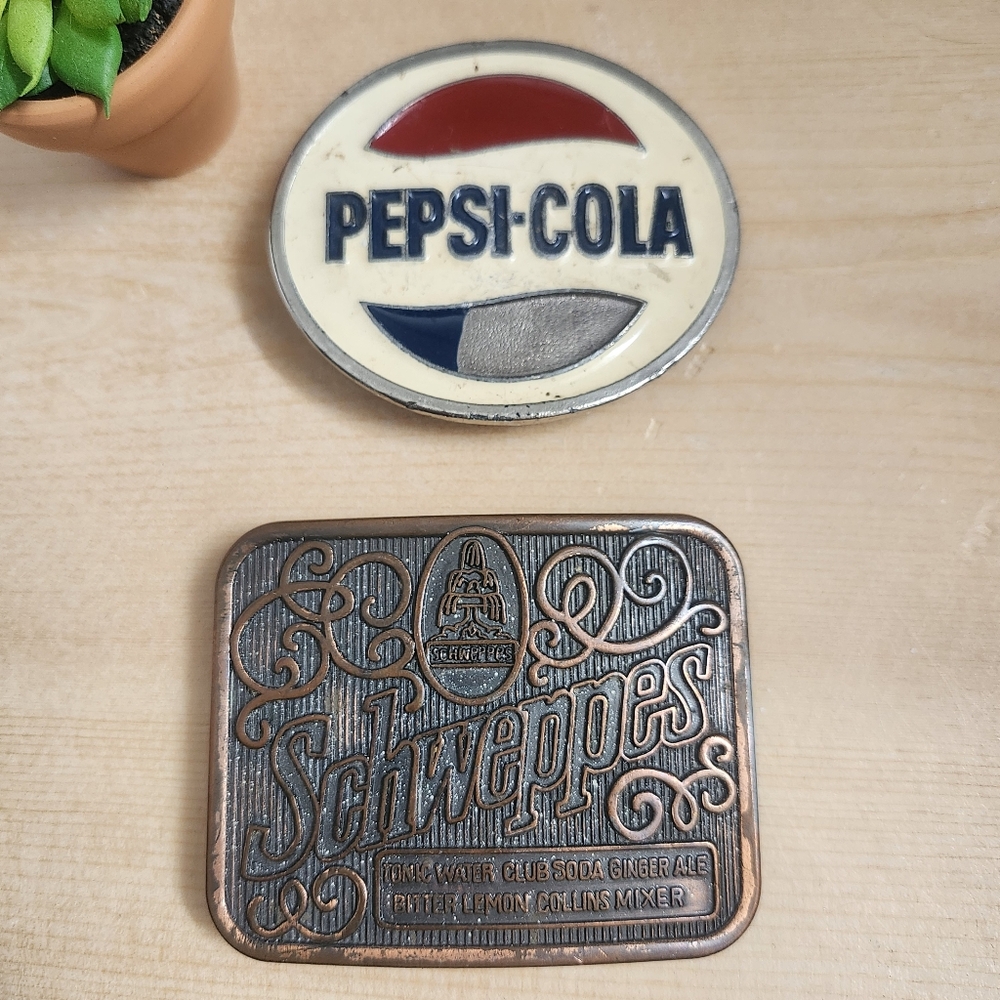 PEPSI·COLA
SCHWEPPES
Schweppes
TONIC WATER CLUB SODA GINGER ALE
BITTER LEMON COLLINS MIXER